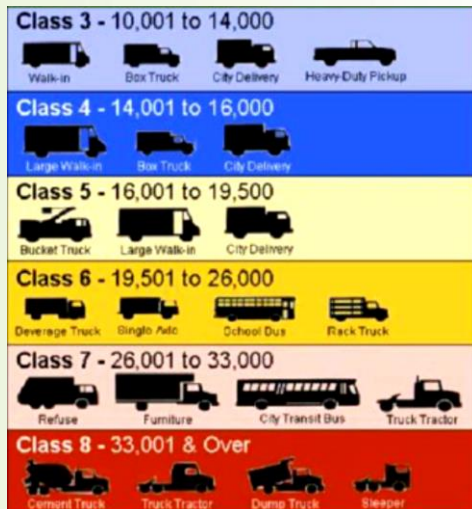 Class 3 - 10,001 to 14,000
Walk-in Box Truck City Delivery Heavy-Duty Pickup
Class 4 - 14,001 to 16,000
Large Walk-in Box Truck City Delivery
Class 5 - 16,001 to 19,500
Bucket Truck Large Walk-in City Delivery
Class 6 - 19,501 to 26,000
Beverage Truck Single Axle School Bus Rack Truck
Class 7 - 26,001 to 33,000
Refuse Furniture City Transit Bus Truck Tractor
Class 8 - 33,001 & Over
Cement Truck Truck Tractor Dump Truck Sleeper